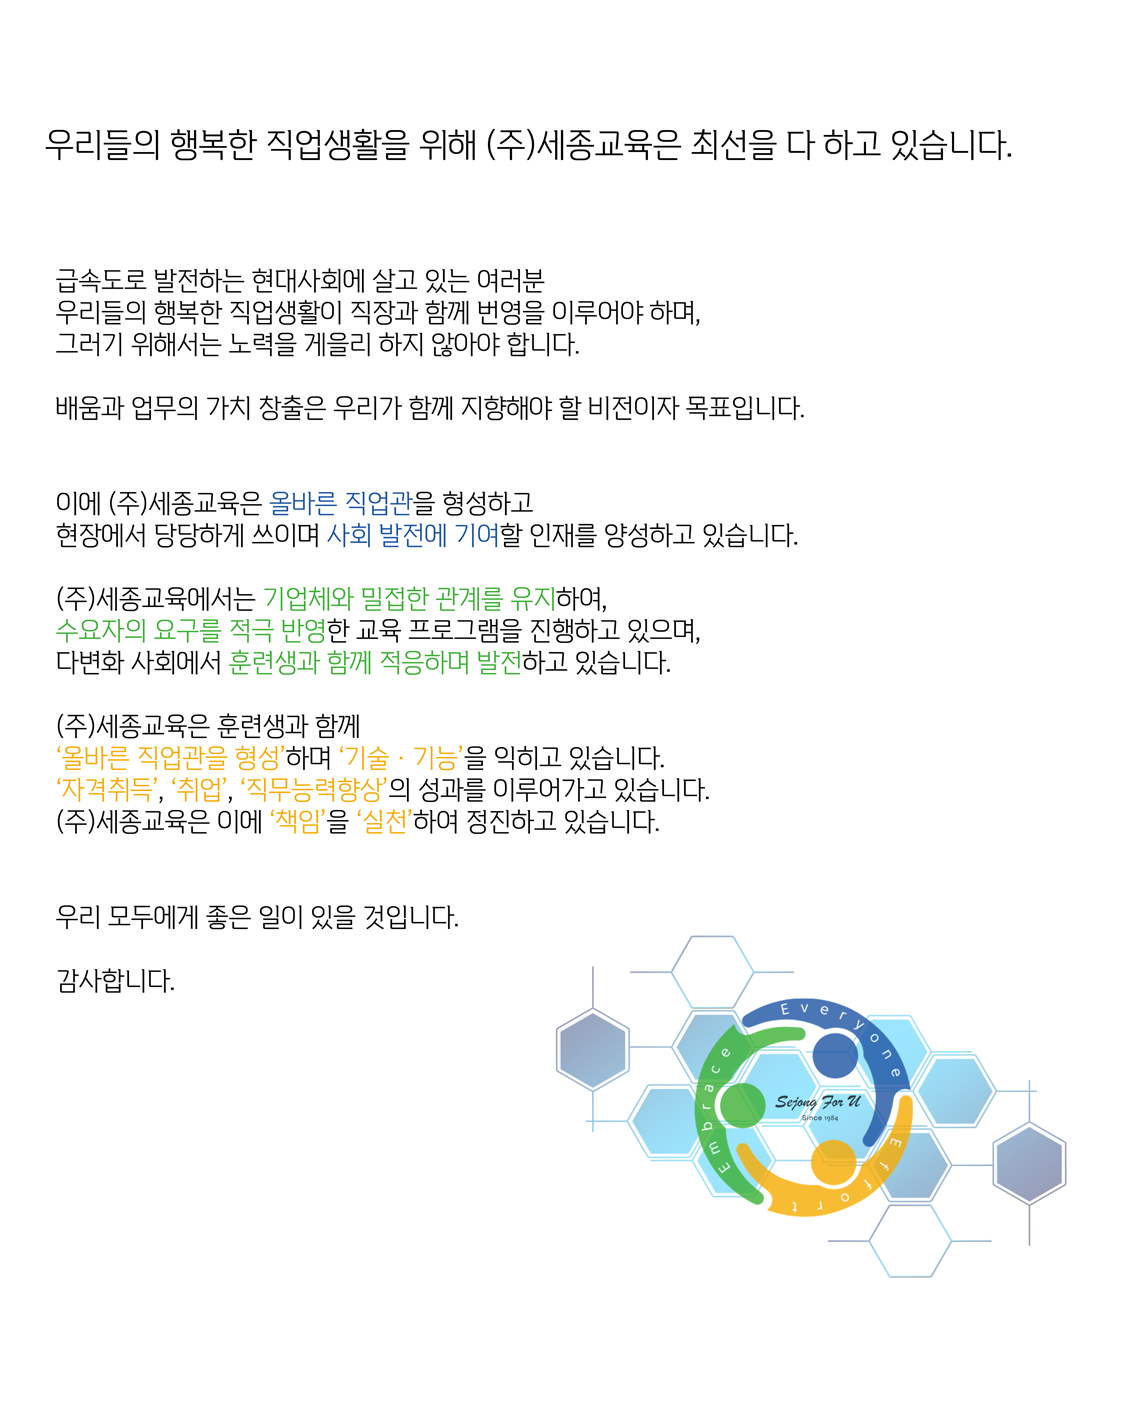 우리들의 행복한 직업생활을 위해 (주)세종교육은 최선을 다 하고 있습니다.
급속도로 발전하는 현대사회에 살고 있는 여러분
우리들의 행복한 직업생활이 직장과 함께 번영을 이루어야 하며,
그러기 위해서는 노력을 게을리 하지 않아야 합니다.
배움과 업무의 가치 창출은 우리가 함께 지향해야 할 비전이자 목표입니다.
이에 (주)세종교육은 올바른 직업관을 형성하고
현장에서 당당하게 쓰이며 사회 발전에 기여할 인재를 양성하고 있습니다.
(주)세종교육에서는 기업체와 밀접한 관계를 유지하여,
수요자의 요구를 적극 반영한 교육 프로그램을 진행하고 있으며,
다변화 사회에서 훈련생과 함께 적응하며 발전하고 있습니다.
(주)세종교육은 훈련생과 함께
‘올바른 직업관을 형성’하며 ‘기술 · 기능’을 익히고 있습니다.
‘자격취득’, ‘취업’, ‘직무능력향상’의 성과를 이루어가고 있습니다.
(주)세종교육은 이에 ‘책임’을 ‘실천’하여 정진하고 있습니다.
우리 모두에게 좋은 일이 있을 것입니다.
감사합니다.
Everyone
Embrace
Sejong For U
Since 1984
Effort